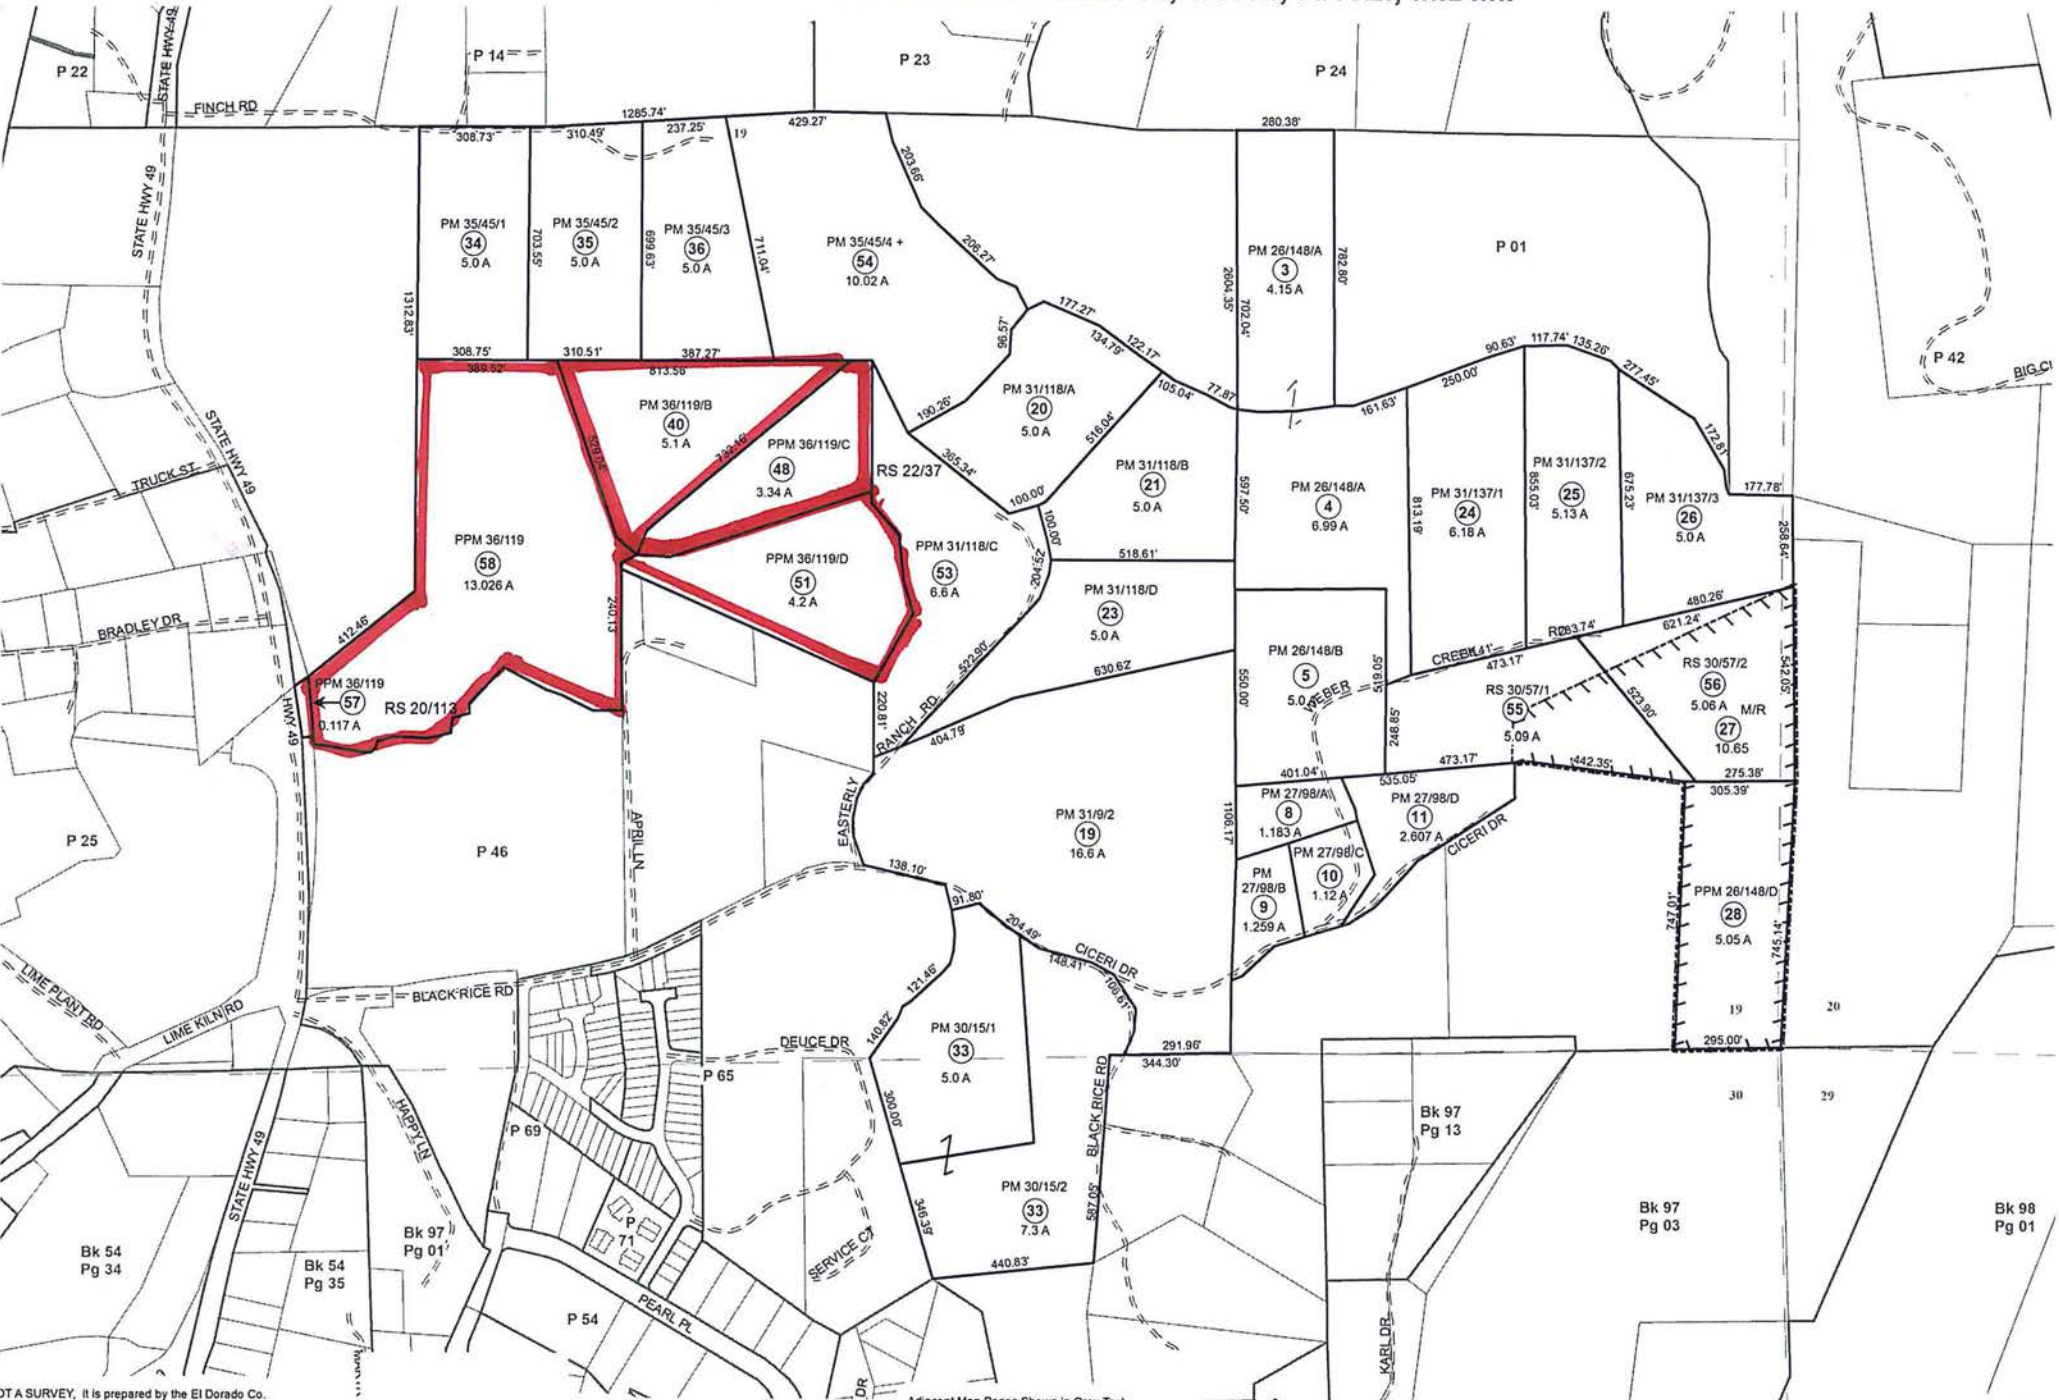 P 22
STATE HWY 49
P 14
P 23
P 24
FINCH RD
1285.74'
308.73'
310.49'
237.25'
19
429.27'
280.38'
203.66'
STATE HWY 49
PM 35/45/1
34
5.0 A
703.55'
PM 35/45/2
35
5.0 A
699.63'
PM 35/45/3
36
5.0 A
711.04'
PM 35/45/4 +
54
10.02 A
206.27'
PM 26/148/A
3
4.15 A
782.80'
P 01
1312.83'
2604.35'
702.04'
177.27'
134.79'
122.17'
96.57'
308.75'
310.51'
387.27'
389.52'
813.56'
105.04'
77.87'
161.63'
250.00'
90.63'
117.74'
135.26'
277.45'
172.81'
P 42
PM 36/119/B
40
5.1 A
529.04'
732.16'
PPM 36/119/C
48
3.34 A
RS 22/37
190.26'
365.34'
PM 31/118/A
20
5.0 A
516.04'
100.00'
100.00'
PM 31/118/B
21
5.0 A
597.50'
PM 26/148/A
4
6.99 A
813.19'
PM 31/137/1
24
6.18 A
855.03'
PM 31/137/2
25
5.13 A
675.23'
PM 31/137/3
26
5.0 A
177.78'
258.64'
STATE HWY 49
TRUCK ST
BRADLEY DR
412.46'
PPM 36/119
58
13.026 A
240.13
PPM 36/119/D
51
4.2 A
PPM 31/118/C
53
6.6 A
204.52'
518.61'
PM 31/118/D
23
5.0 A
522.90'
630.62'
PM 26/148/B
5
550.00'
519.05'
WEBER
CREEK
RD
473.17'
480.26'
621.24'
RS 30/57/1
55
5.09 A
523.90'
RS 30/57/2
56
5.06 A
M/R
27
10.65
542.05'
PPM 36/119
57
0.117 A
RS 20/113
HWY 49
220.81'
RANCH RD
404.79'
248.85'
401.04'
535.05'
473.17'
442.35'
275.38'
305.39'
P 25
P 46
APRIL LN
EASTERLY
PM 31/9/2
19
16.6 A
1106.17'
PM 27/98/A
8
1.183 A
PM 27/98/D
11
2.607 A
CICERI DR
PM 27/98/C
10
1.12 A
PM
27/98/B
9
1.259 A
747.01'
PPM 26/148/D
28
5.05 A
745.14'
138.10'
91.80'
204.49'
148.41'
CICERI DR
106.61'
121.46'
140.82'
LIME PLANT RD
LIME KILN RD
BLACK RICE RD
DEUCE DR
PM 30/15/1
33
5.0 A
19
20
295.00'
291.96'
344.30'
P 65
HAPPY LN
300.00'
BLACK RICE RD
30
29
Bk 97
Pg 13
P 69
STATE HWY 49
346.39'
PM 30/15/2
33
7.3 A
587.05'
440.83'
P
71
SERVICE CT
Bk 54
Pg 34
Bk 54
Pg 35
Bk 97
Pg 01
Bk 97
Pg 03
Bk 98
Pg 01
P 54
PEARL PL
KARL DR
DR
OT A SURVEY, it is prepared by the El Dorado Co.